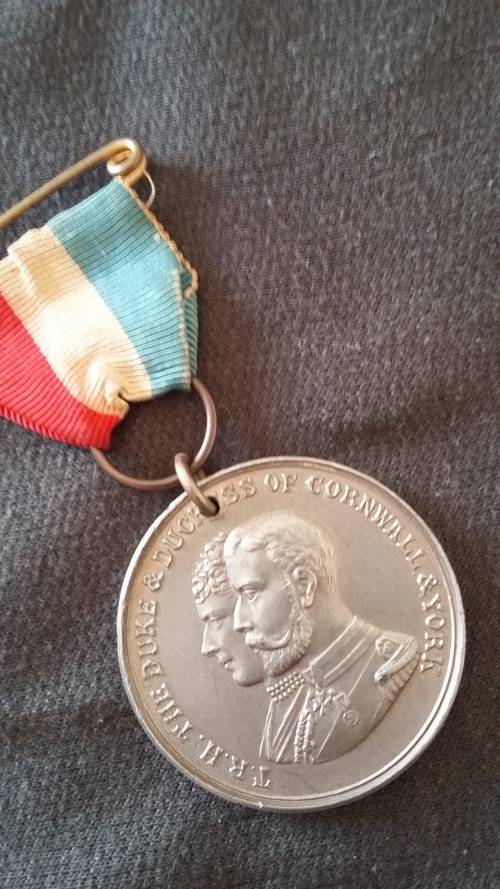 T.R.H. THE DUKE & DUCHESS OF CORNWALL & YORK